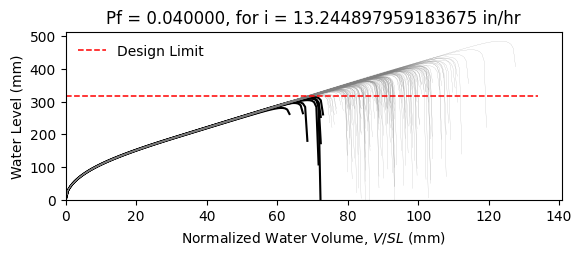 Pf = 0.040000, for i = 13.244897959183675 in/hr
Design Limit
Water Level (mm)
500
400
300
200
100
0
0 20 40 60 80 100 120 140
Normalized Water Volume, V/SL (mm)